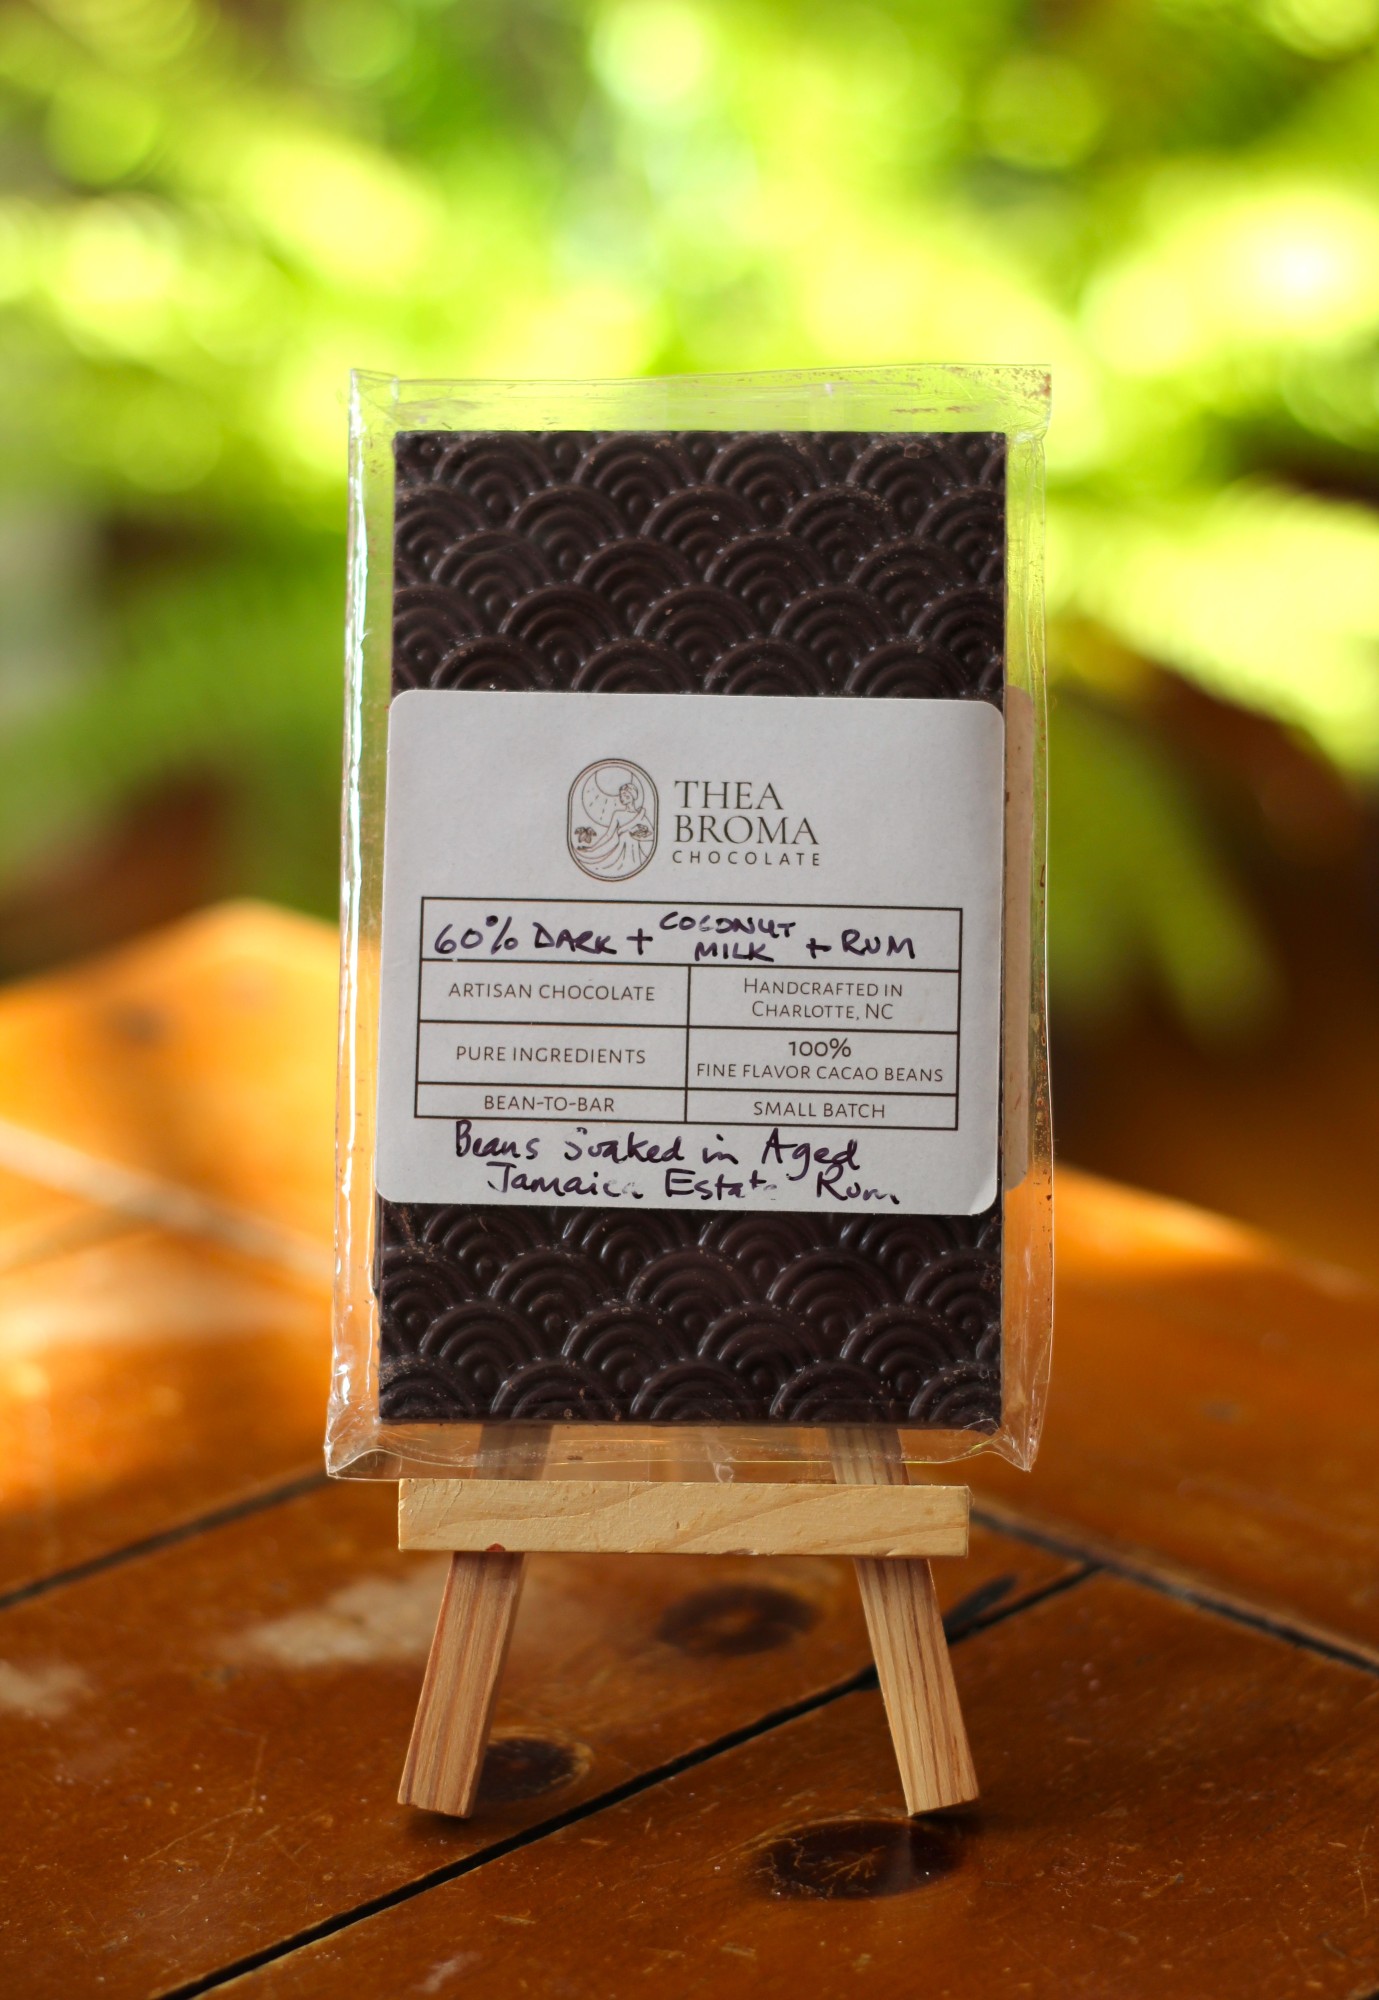 THEA
BROMA
CHOCOLATE
60% DARK + COCONUT MILK + RUM
ARTISAN CHOCOLATE
HANDCRAFTED IN
CHARLOTTE, NC
PURE INGREDIENTS
100%
FINE FLAVOR CACAO BEANS
BEAN-TO-BAR
SMALL BATCH
Beans Soaked in Aged
Jamaica Estate Rum